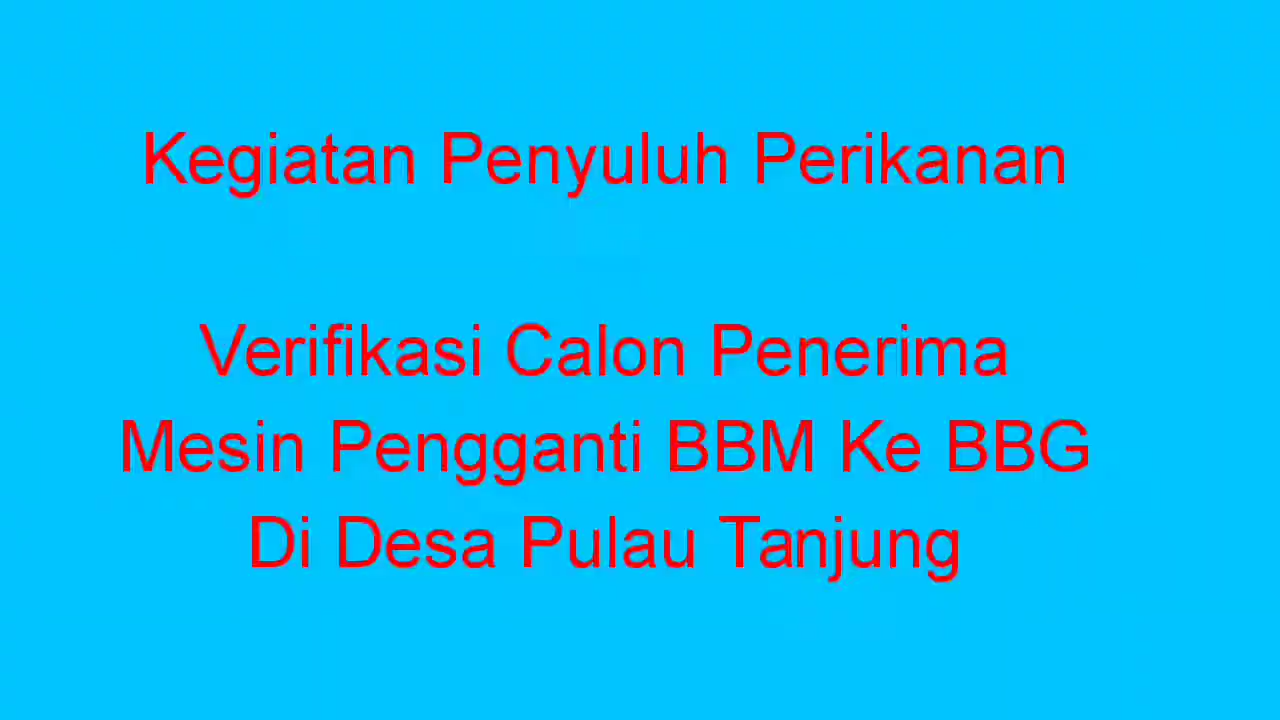 Kegiatan Penyuluh Perikanan
Verifikasi Calon Penerima
Mesin Pengganti BBM Ke BBG
Di Desa Pulau Tanjung